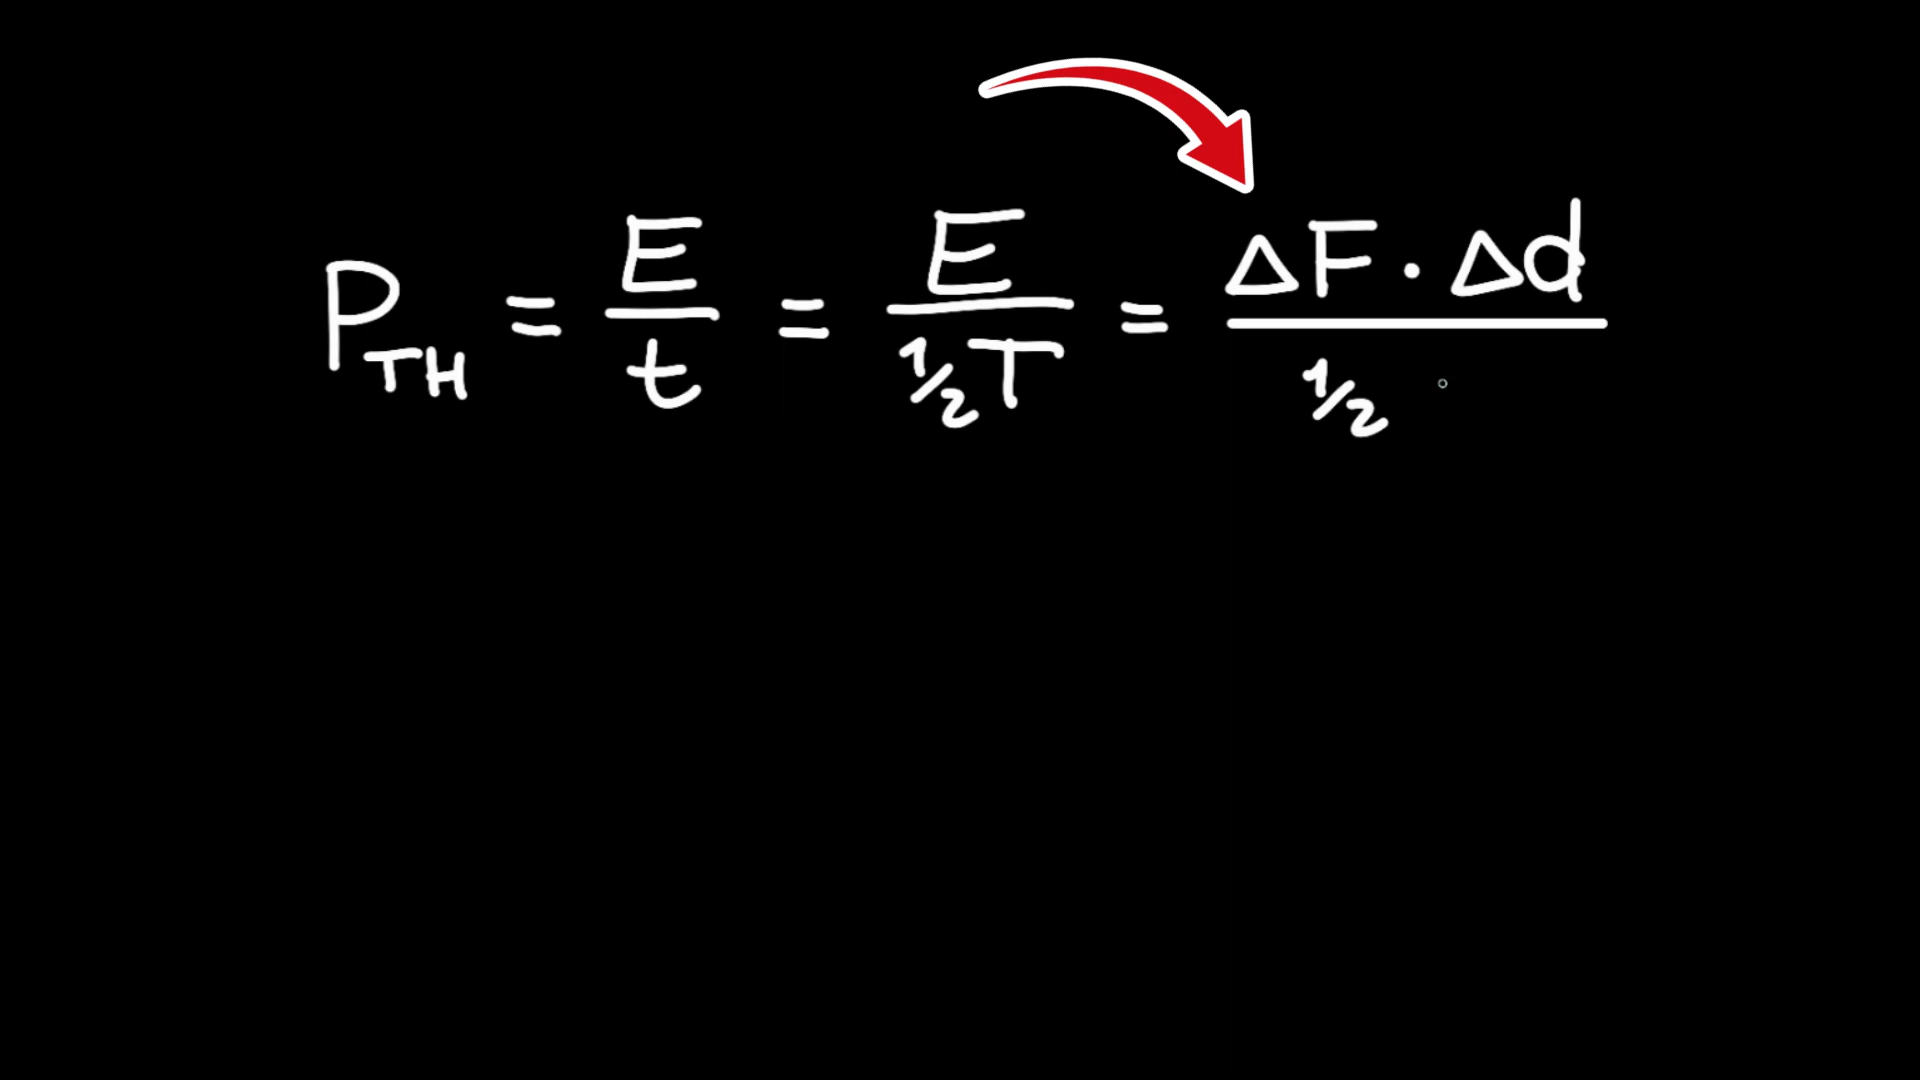 P_TH = E/t = E/(½T) = ΔF · Δd/½